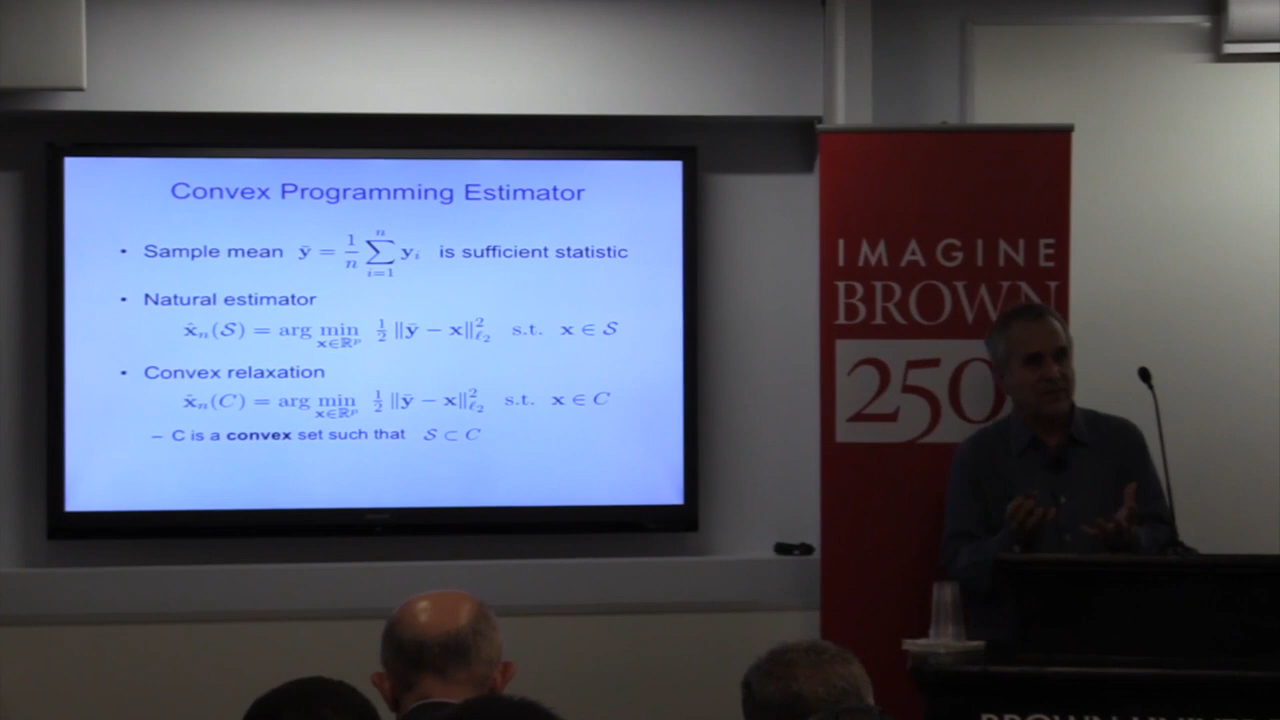 Convex Programming Estimator
• Sample mean ȳ = 1/n ∑_{i=1}^{n} y_i is sufficient statistic
• Natural estimator
x̂_n(𝒮) = arg min_{x∈ℝ^p} ½ ‖ȳ − x‖²_{ℓ₂} s.t. x ∈ 𝒮
• Convex relaxation
x̂_n(C) = arg min_{x∈ℝ^p} ½ ‖ȳ − x‖²_{ℓ₂} s.t. x ∈ C
– C is a convex set such that 𝒮 ⊂ C
IMAGINE
BROWN
250